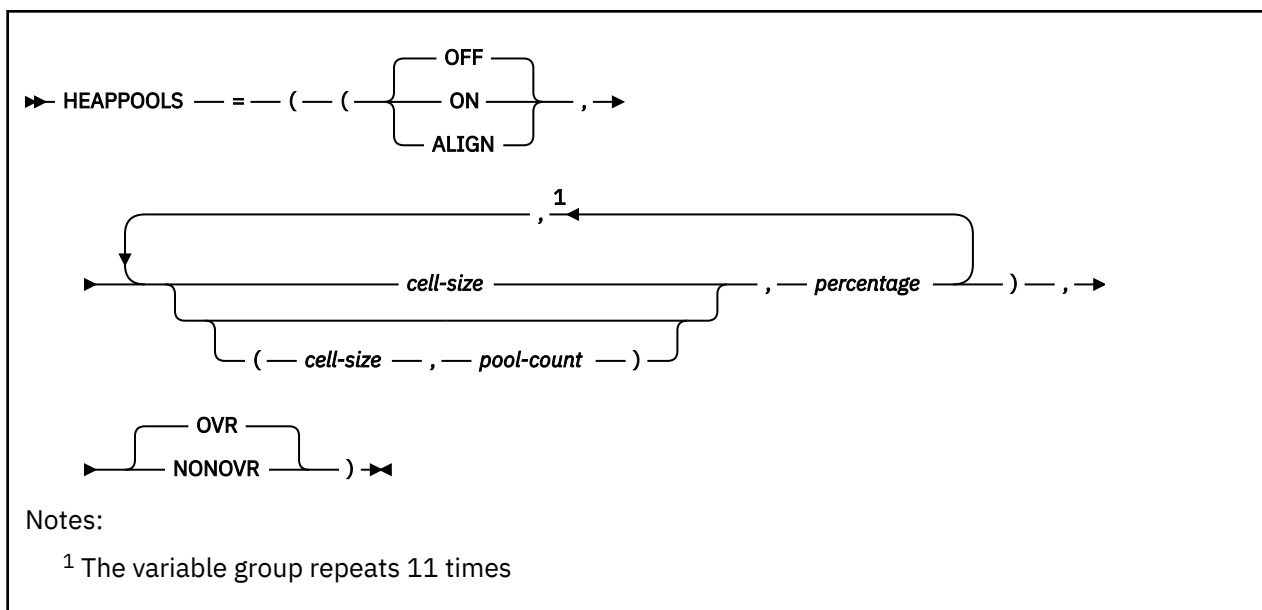 OFF
HEAPPOOLS = ( ( ON ,
ALIGN
, 1
cell-size , percentage ) ,
( cell-size , pool-count )
OVR
NONOVR )
Notes:
1 The variable group repeats 11 times